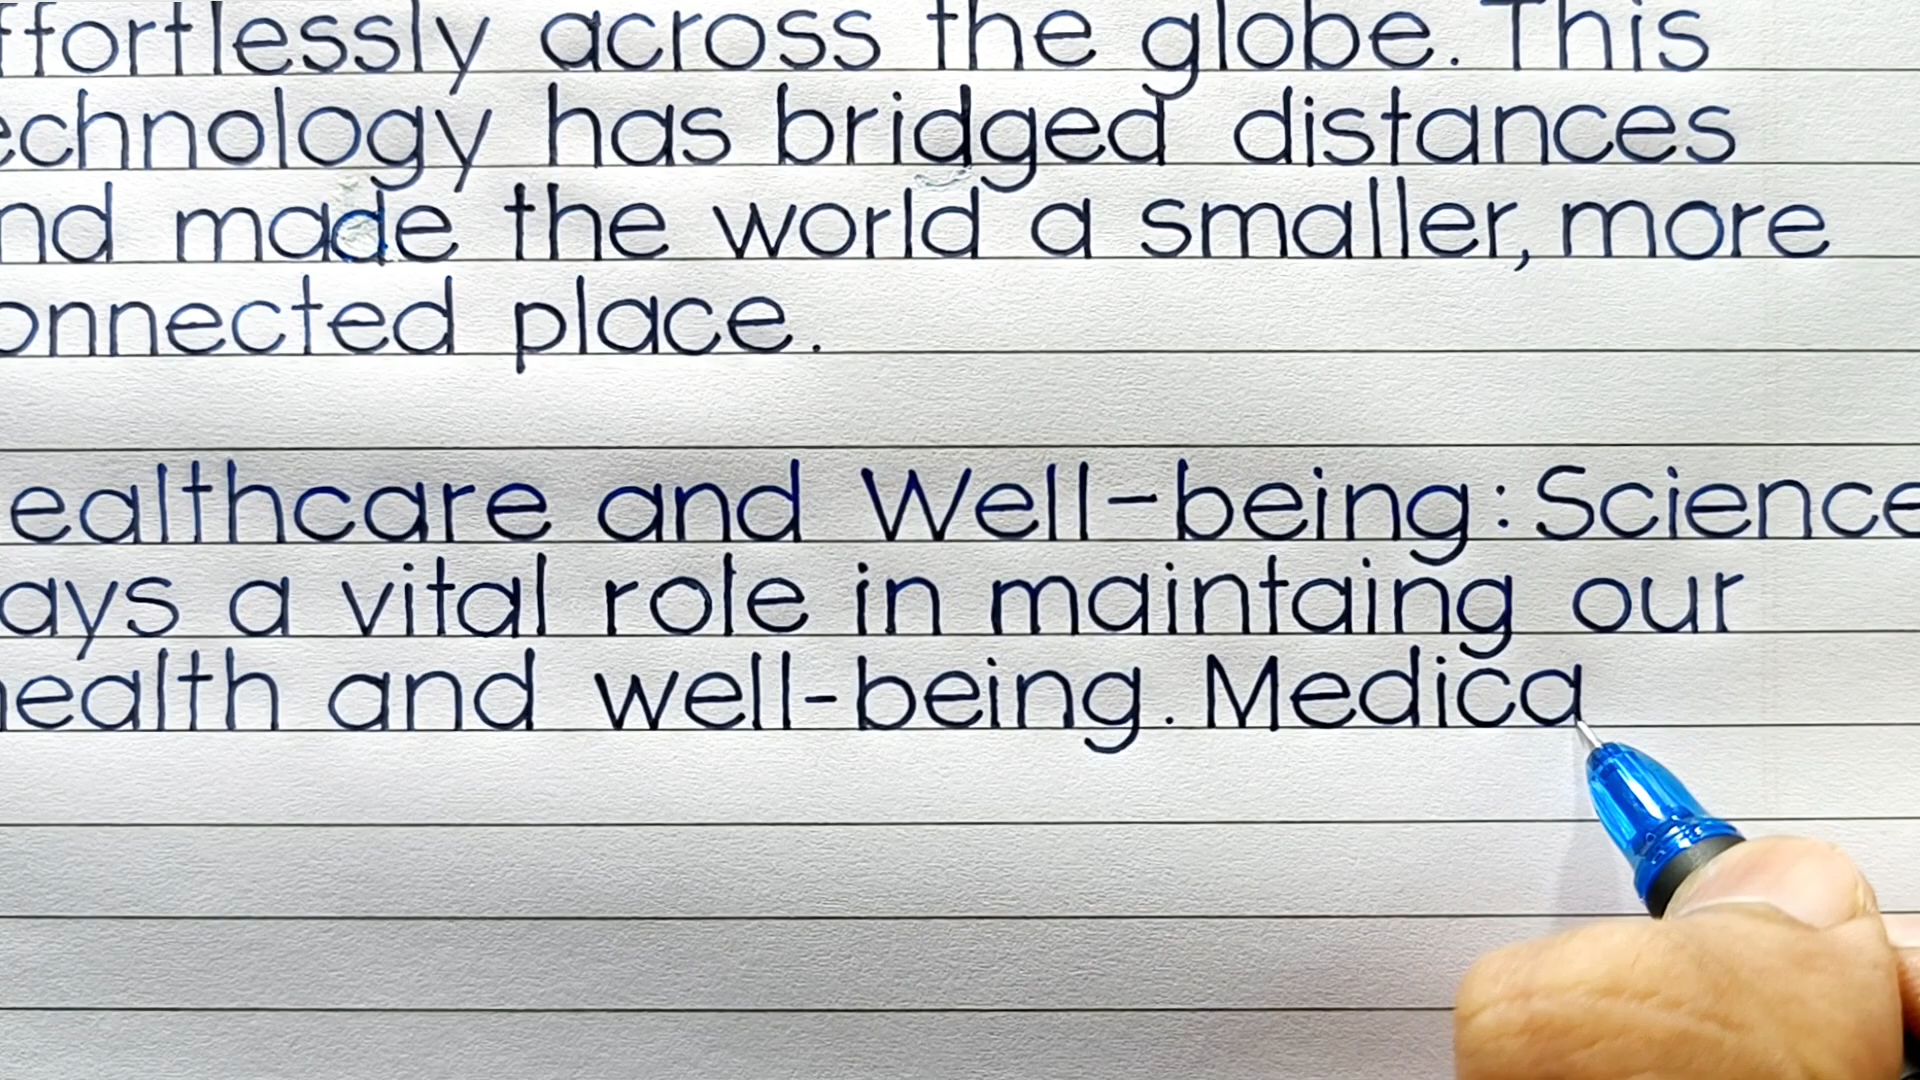 ffortlessly across the globe. This
echnology has bridged distances
nd made the world a smaller, more
onnected place.
ealthcare and Well-being: Science
ays a vital role in maintaing our
health and well-being. Medica